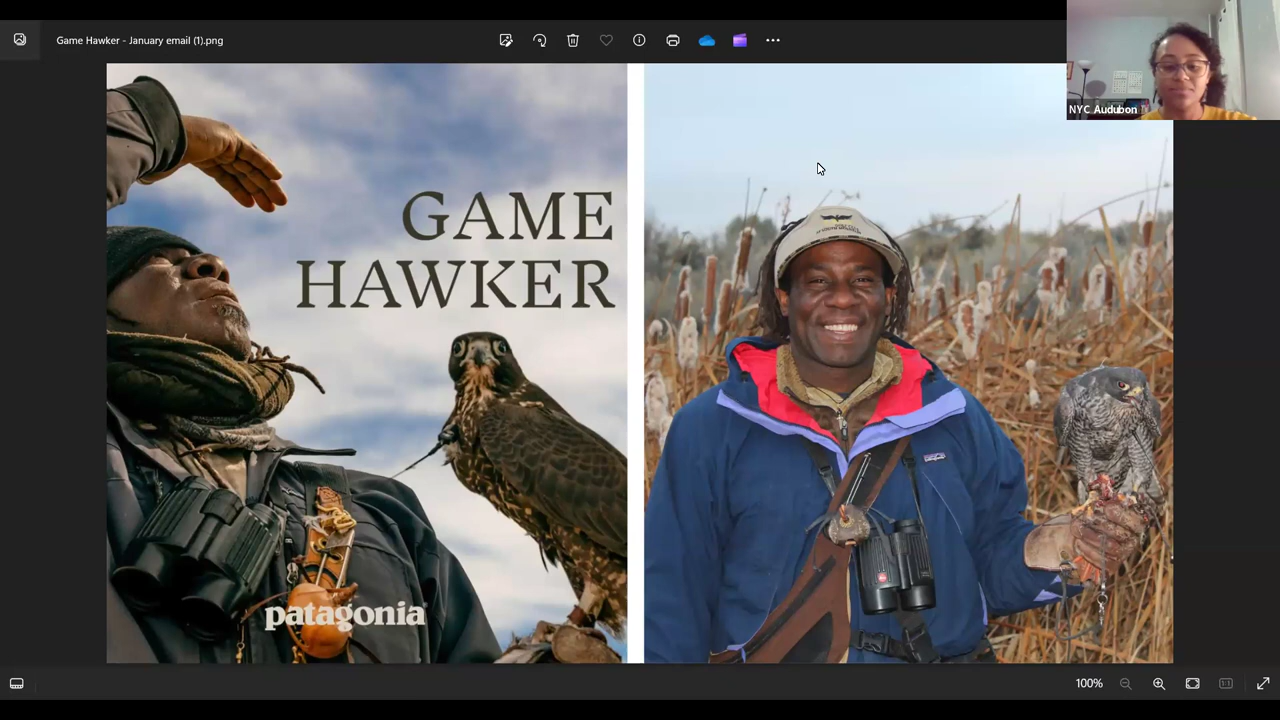 Game Hawker - January email (1).png
NYC Audubon
GAME
HAWKER
patagonia
100%